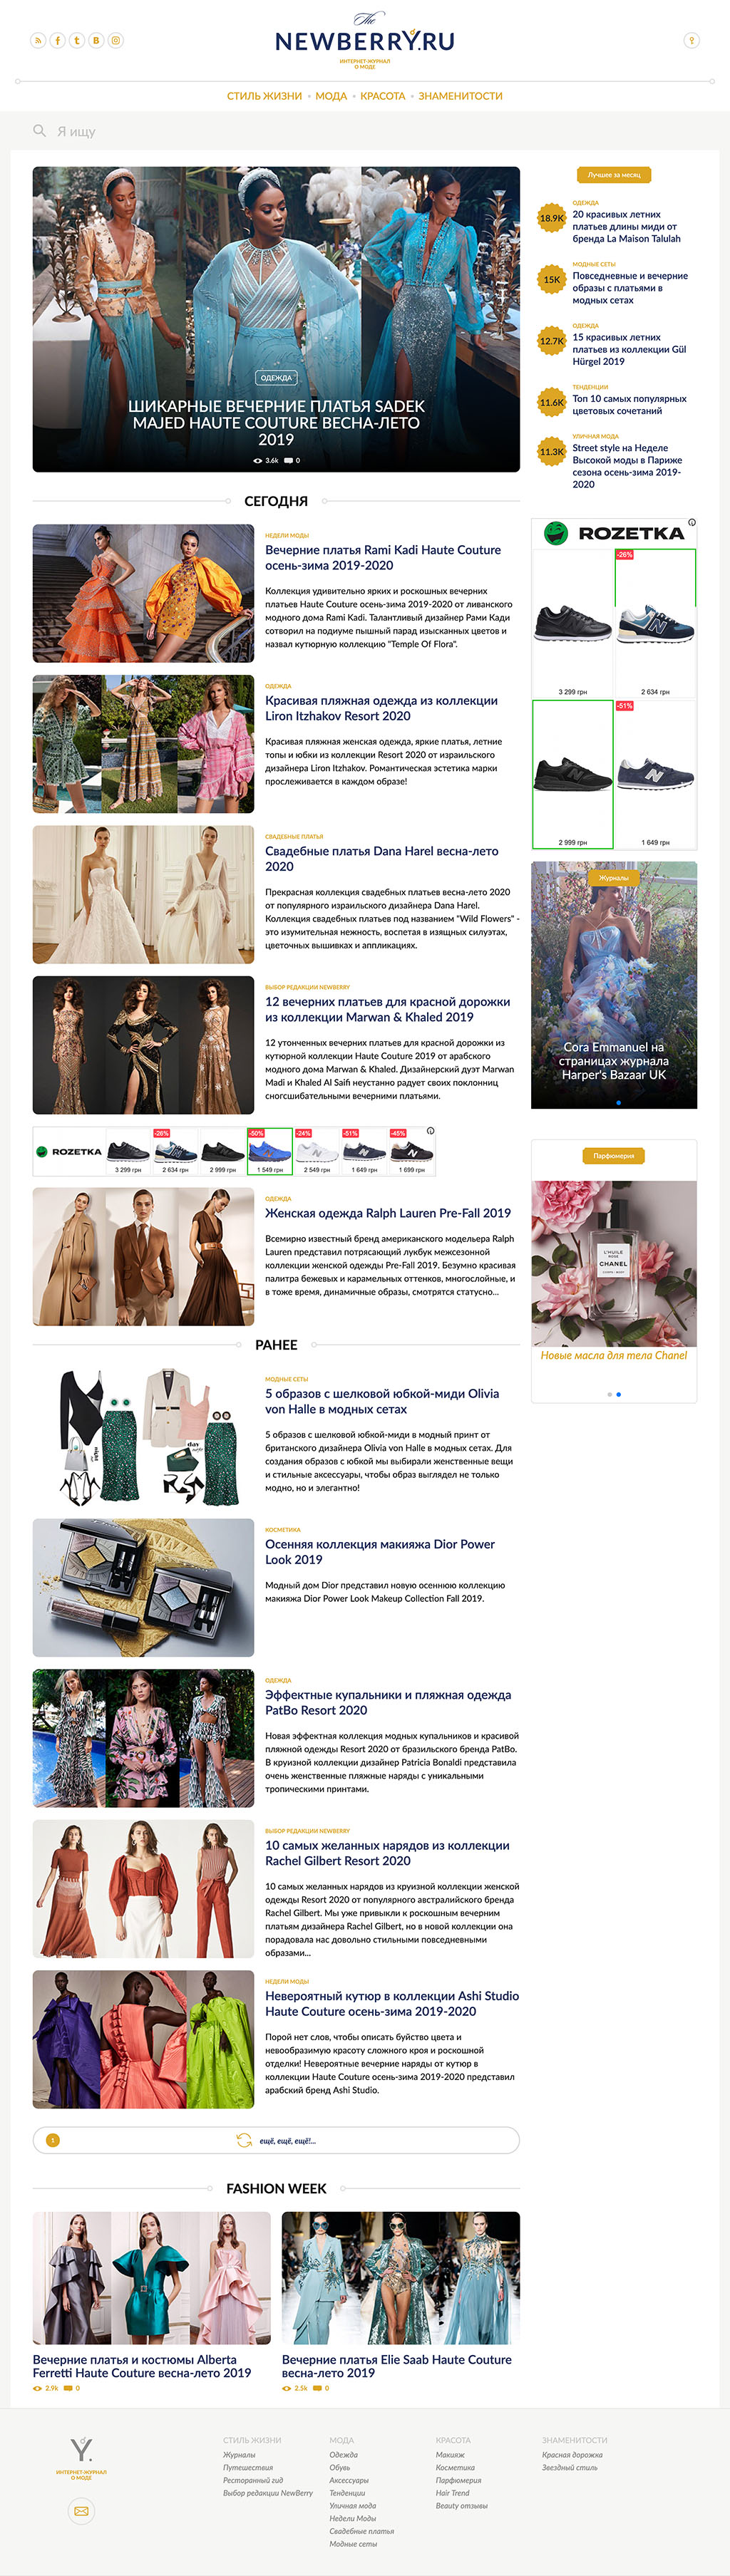 The
NEWBERRY.RU
ИНТЕРНЕТ-ЖУРНАЛ
О МОДЕ
СТИЛЬ ЖИЗНИ • МОДА • КРАСОТА • ЗНАМЕНИТОСТИ
Я ищу
ОДЕЖДА
ШИКАРНЫЕ ВЕЧЕРНИЕ ПЛАТЬЯ SADEK
MAJED HAUTE COUTURE ВЕСНА-ЛЕТО
2019
3.6k 0
Лучшее за месяц
18.9K
ОДЕЖДА
20 красивых летних
платьев длины миди от
бренда La Maison Talulah
15K
МОДНЫЕ СЕТЫ
Повседневные и вечерние
образы с платьями в
модных сетах
12.7K
ОДЕЖДА
15 красивых летних
платьев из коллекции Gül
Hürgel 2019
11.6K
ТЕНДЕНЦИИ
Топ 10 самых популярных
цветовых сочетаний
11.3K
УЛИЧНАЯ МОДА
Street style на Неделе
Высокой моды в Париже
сезона осень-зима 2019-
2020
СЕГОДНЯ
НЕДЕЛИ МОДЫ
Вечерние платья Rami Kadi Haute Couture
осень-зима 2019-2020
Коллекция удивительно ярких и роскошных вечерних
платьев Haute Couture осень-зима 2019-2020 от ливанского
модного дома Rami Kadi. Талантливый дизайнер Рами Кади
сотворил на подиуме пышный парад изысканных цветов и
назвал кутюрную коллекцию "Temple Of Flora".
ОДЕЖДА
Красивая пляжная одежда из коллекции
Liron Itzhakov Resort 2020
Красивая пляжная женская одежда, яркие платья, летние
топы и юбки из коллекции Resort 2020 от израильского
дизайнера Liron Itzhakov. Романтическая эстетика марки
прослеживается в каждом образе!
СВАДЕБНЫЕ ПЛАТЬЯ
Свадебные платья Dana Harel весна-лето
2020
Прекрасная коллекция свадебных платьев весна-лето 2020
от популярного израильского дизайнера Dana Harel.
Коллекция свадебных платьев под названием "Wild Flowers" -
это изумительная нежность, воспетая в изящных силуэтах,
цветочных вышивках и аппликациях.
ВЫБОР РЕДАКЦИИ NEWBERRY
12 вечерних платьев для красной дорожки
из коллекции Marwan & Khaled 2019
12 утонченных вечерних платьев для красной дорожки из
кутюрной коллекции Haute Couture 2019 от арабского
модного дома Marwan & Khaled. Дизайнерский дуэт Marwan
Madi и Khaled Al Saifi неустанно радует своих поклонниц
сногсшибательными вечерними платьями.
ROZETKA
3 299 грн
-26%
2 634 грн
2 999 грн
-50%
1 549 грн
-24%
2 549 грн
-51%
1 649 грн
-45%
1 699 грн
ОДЕЖДА
Женская одежда Ralph Lauren Pre-Fall 2019
Всемирно известный бренд американского модельера Ralph
Lauren представил потрясающий лукбук межсезонной
коллекции женской одежды Pre-Fall 2019. Безумно красивая
палитра бежевых и карамельных оттенков, многослойные, и
в тоже время, динамичные образы, смотрятся статусно...
ROZETKA
-26%
3 299 грн
2 634 грн
-51%
2 999 грн
1 649 грн
Журналы
Cora Emmanuel на
страницах журнала
Harper's Bazaar UK
Парфюмерия
L'HUILE
ROSE
CHANEL
Новые масла для тела Chanel
РАНЕЕ
МОДНЫЕ СЕТЫ
5 образов с шелковой юбкой-миди Olivia
von Halle в модных сетах
5 образов с шелковой юбкой-миди в модный принт от
британского дизайнера Olivia von Halle в модных сетах. Для
создания образов с юбкой мы выбирали женственные вещи
и стильные аксессуары, чтобы образ выглядел не только
модно, но и элегантно!
day
КОСМЕТИКА
Осенняя коллекция макияжа Dior Power
Look 2019
Модный дом Dior представил новую осеннюю коллекцию
макияжа Dior Power Look Makeup Collection Fall 2019.
ОДЕЖДА
Эффектные купальники и пляжная одежда
PatBo Resort 2020
Новая эффектная коллекция модных купальников и красивой
пляжной одежды Resort 2020 от бразильского бренда PatBo.
В круизной коллекции дизайнер Patricia Bonaldi представила
очень женственные пляжные наряды с уникальными
тропическими принтами.
ВЫБОР РЕДАКЦИИ NEWBERRY
10 самых желанных нарядов из коллекции
Rachel Gilbert Resort 2020
10 самых желанных нарядов из круизной коллекции женской
одежды Resort 2020 от популярного австралийского бренда
Rachel Gilbert. Мы уже привыкли к роскошным вечерним
платьям дизайнера Rachel Gilbert, но в новой коллекции она
порадовала нас довольно стильными повседневными
образами...
НЕДЕЛИ МОДЫ
Невероятный кутюр в коллекции Ashi Studio
Haute Couture осень-зима 2019-2020
Порой нет слов, чтобы описать буйство цвета и
невообразимую красоту сложного кроя и роскошной
отделки! Невероятные вечерние наряды от кутюр в
коллекции Haute Couture осень-зима 2019-2020 представил
арабский бренд Ashi Studio.
1
ещё, ещё, ещё!...
FASHION WEEK
Вечерние платья и костюмы Alberta
Ferretti Haute Couture весна-лето 2019
2.9k 0
Вечерние платья Elie Saab Haute Couture
весна-лето 2019
2.5k 0
Y.
ИНТЕРНЕТ-ЖУРНАЛ
О МОДЕ
СТИЛЬ ЖИЗНИ
Журналы
Путешествия
Ресторанный гид
Выбор редакции NewBerry
МОДА
Одежда
Обувь
Аксессуары
Тенденции
Уличная мода
Недели Моды
Свадебные платья
Модные сеты
КРАСОТА
Макияж
Косметика
Парфюмерия
Hair Trend
Beauty отзывы
ЗНАМЕНИТОСТИ
Красная дорожка
Звездный стиль